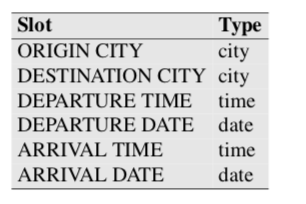 Slot Type
ORIGIN CITY city
DESTINATION CITY city
DEPARTURE TIME time
DEPARTURE DATE date
ARRIVAL TIME time
ARRIVAL DATE date